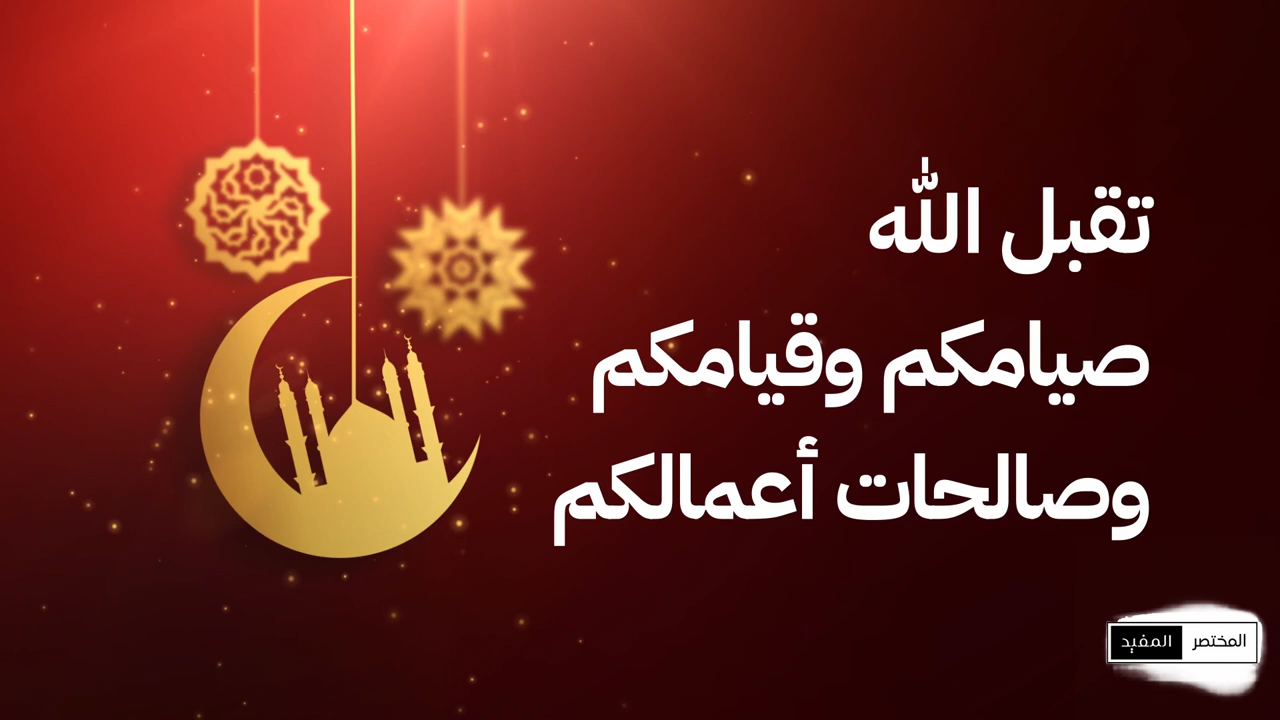 تقبل الله
صيامكم وقيامكم
وصالحات أعمالكم
المختصر المفيد